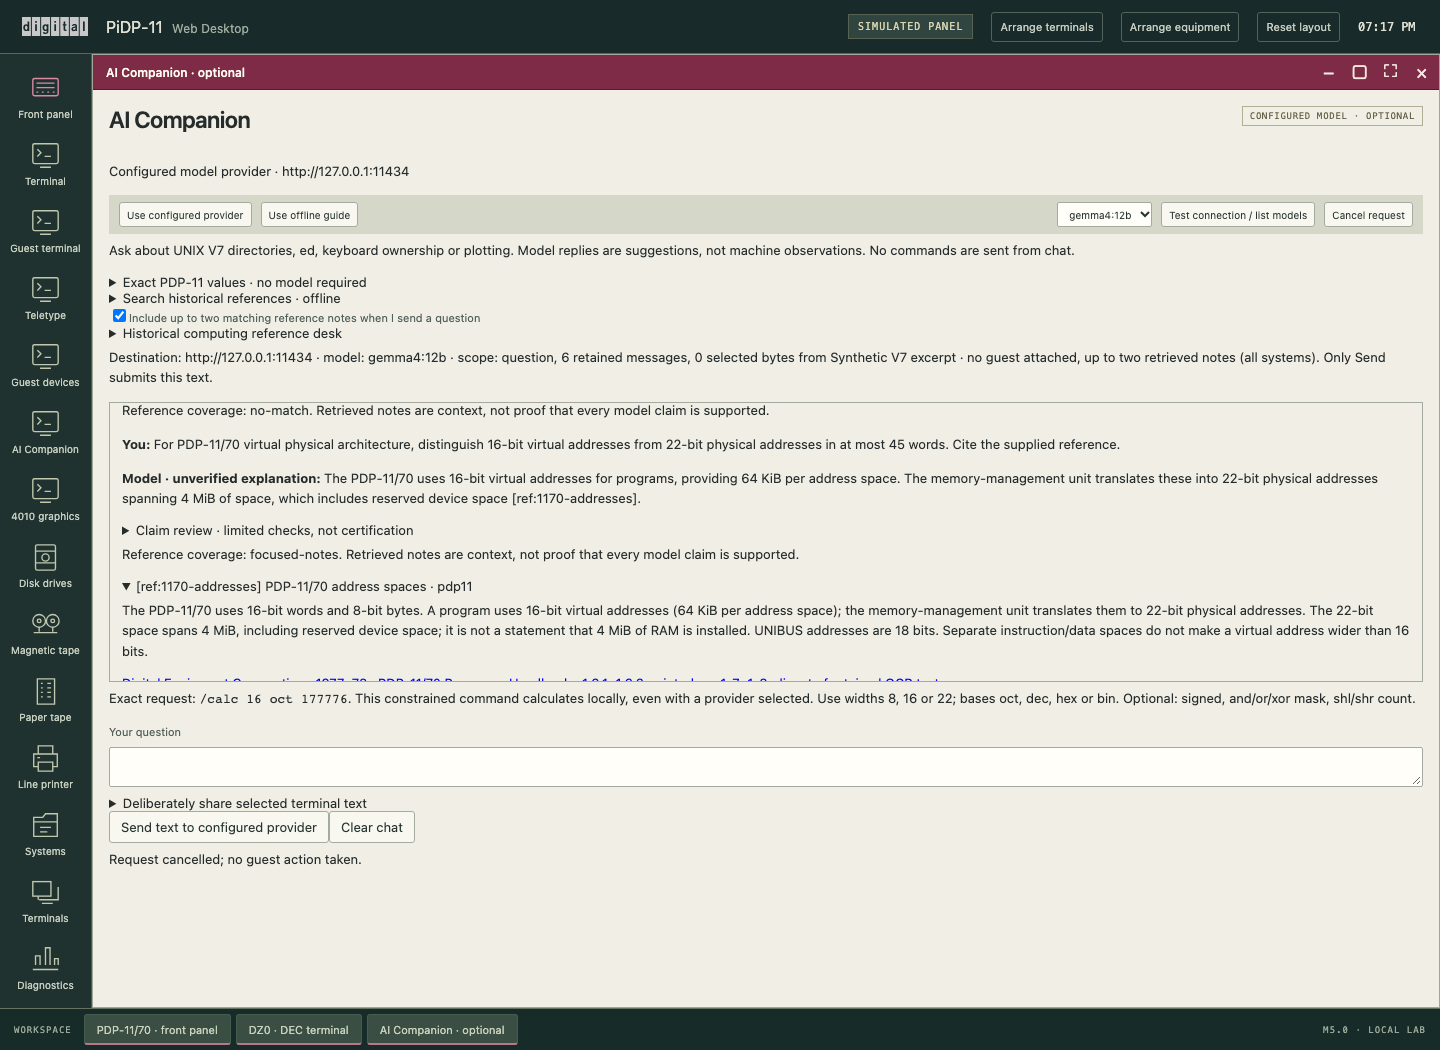 digital PiDP-11 Web Desktop SIMULATED PANEL Arrange terminals Arrange equipment Reset layout 07:17 PM
Front panel
Terminal
Guest terminal
Teletype
Guest devices
AI Companion
4010 graphics
Disk drives
Magnetic tape
Paper tape
Line printer
Systems
Terminals
Diagnostics
AI Companion · optional
AI Companion
CONFIGURED MODEL · OPTIONAL
Configured model provider · http://127.0.0.1:11434
Use configured provider Use offline guide gemma4:12b Test connection / list models Cancel request
Ask about UNIX V7 directories, ed, keyboard ownership or plotting. Model replies are suggestions, not machine observations. No commands are sent from chat.
Exact PDP-11 values · no model required
Search historical references · offline
Include up to two matching reference notes when I send a question
Historical computing reference desk
Destination: http://127.0.0.1:11434 · model: gemma4:12b · scope: question, 6 retained messages, 0 selected bytes from Synthetic V7 excerpt · no guest attached, up to two retrieved notes (all systems). Only Send
submits this text.
Reference coverage: no-match. Retrieved notes are context, not proof that every model claim is supported.
You: For PDP-11/70 virtual physical architecture, distinguish 16-bit virtual addresses from 22-bit physical addresses in at most 45 words. Cite the supplied reference.
Model · unverified explanation: The PDP-11/70 uses 16-bit virtual addresses for programs, providing 64 KiB per address space. The memory-management unit translates these into 22-bit physical addresses
spanning 4 MiB of space, which includes reserved device space [ref:1170-addresses].
Claim review · limited checks, not certification
Reference coverage: focused-notes. Retrieved notes are context, not proof that every model claim is supported.
[ref:1170-addresses] PDP-11/70 address spaces · pdp11
The PDP-11/70 uses 16-bit words and 8-bit bytes. A program uses 16-bit virtual addresses (64 KiB per address space); the memory-management unit translates them to 22-bit physical addresses. The 22-bit
space spans 4 MiB, including reserved device space; it is not a statement that 4 MiB of RAM is installed. UNIBUS addresses are 18 bits. Separate instruction/data spaces do not make a virtual address wider than 16
bits.
Exact request: /calc 16 oct 177776. This constrained command calculates locally, even with a provider selected. Use widths 8, 16 or 22; bases oct, dec, hex or bin. Optional: signed, and/or/xor mask, shl/shr count.
Your question
Deliberately share selected terminal text
Send text to configured provider Clear chat
Request cancelled; no guest action taken.
WORKSPACE PDP-11/70 · front panel DZ0 · DEC terminal AI Companion · optional M5.0 · LOCAL LAB